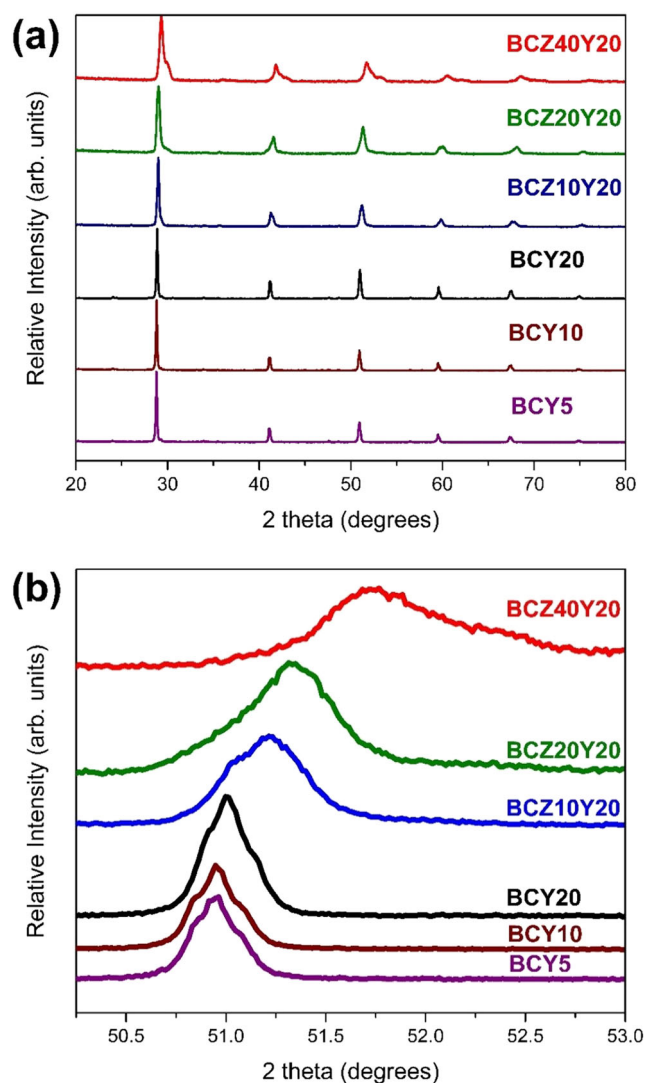 (a)
Relative Intensity (arb. units)
BCZ40Y20
BCZ20Y20
BCZ10Y20
BCY20
BCY10
BCY5
20 30 40 50 60 70 80
2 theta (degrees)
(b)
Relative Intensity (arb. units)
BCZ40Y20
BCZ20Y20
BCZ10Y20
BCY20
BCY10
BCY5
50.5 51.0 51.5 52.0 52.5 53.0
2 theta (degrees)